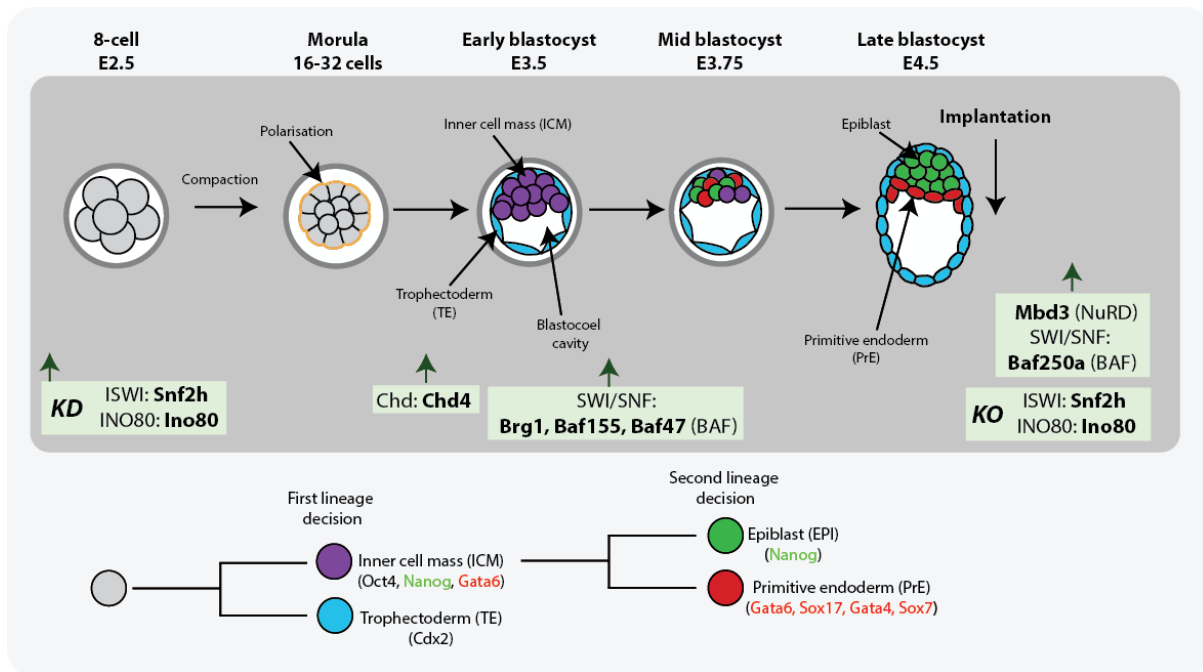 8-cell
E2.5
Morula
16-32 cells
Early blastocyst
E3.5
Mid blastocyst
E3.75
Late blastocyst
E4.5
Polarisation
Inner cell mass (ICM)
Epiblast
Implantation
Compaction
Trophectoderm
(TE)
Blastocoel
cavity
Primitive endoderm
(PrE)
Mbd3 (NuRD)
SWI/SNF:
Baf250a (BAF)
KD
ISWI: Snf2h
INO80: Ino80
Chd: Chd4
SWI/SNF:
Brg1, Baf155, Baf47 (BAF)
KO
ISWI: Snf2h
INO80: Ino80
First lineage
decision
Second lineage
decision
Inner cell mass (ICM)
(Oct4, Nanog, Gata6)
Trophectoderm (TE)
(Cdx2)
Epiblast (EPI)
(Nanog)
Primitive endoderm (PrE)
(Gata6, Sox17, Gata4, Sox7)